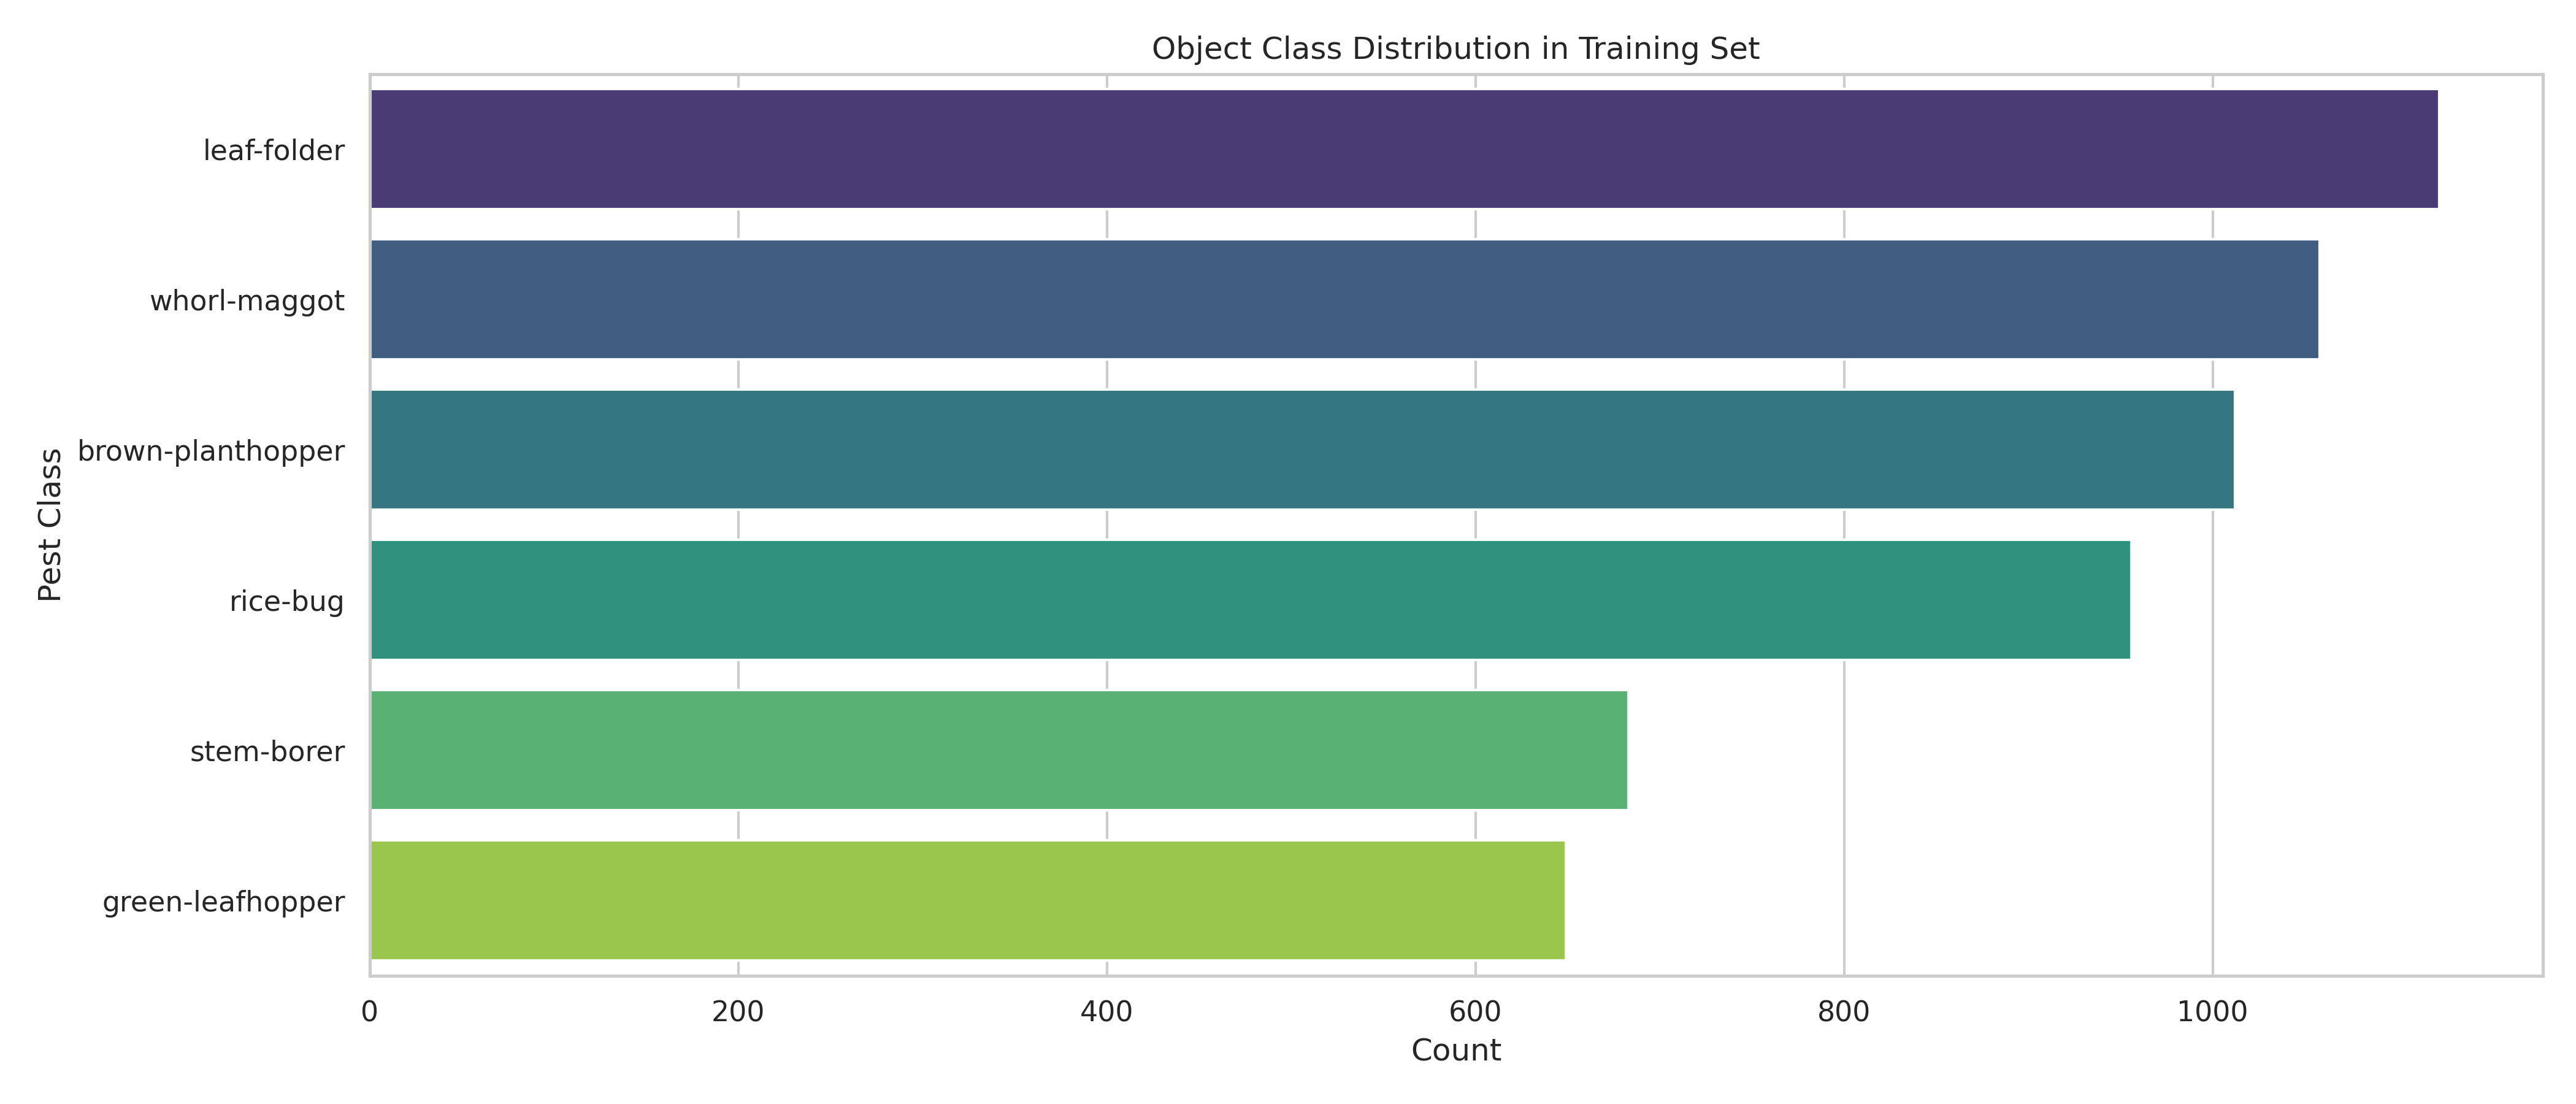 Object Class Distribution in Training Set
leaf-folder
whorl-maggot
brown-planthopper
rice-bug
stem-borer
green-leafhopper
Pest Class
0 200 400 600 800 1000
Count